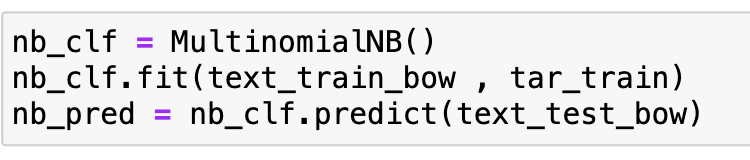 nb_clf = MultinomialNB()
nb_clf.fit(text_train_bow , tar_train)
nb_pred = nb_clf.predict(text_test_bow)